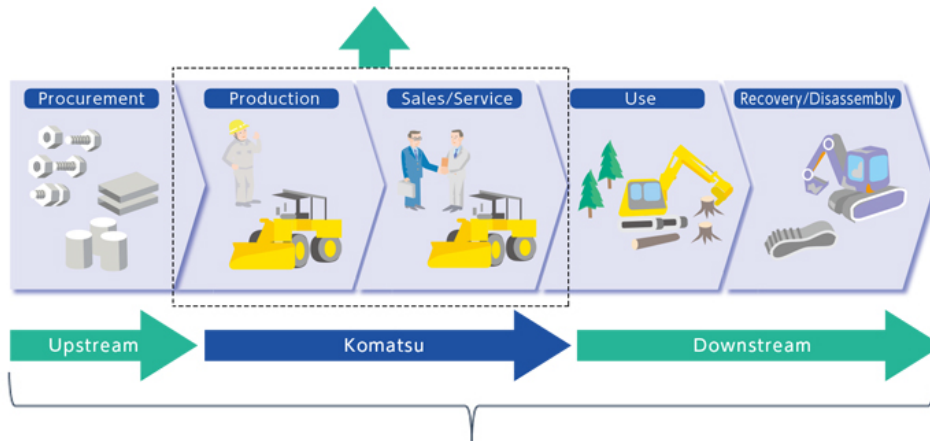 Procurement
Production
Sales/Service
Use
Recovery/Disassembly
Upstream
Komatsu
Downstream